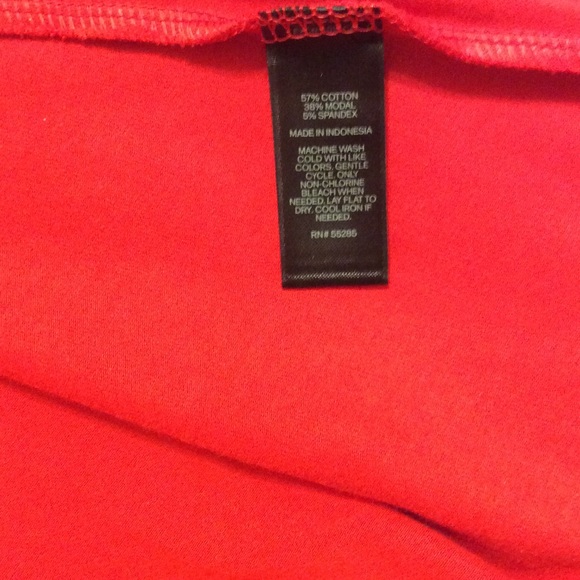 57% COTTON
38% MODAL
5% SPANDEX
MADE IN INDONESIA
MACHINE WASH
COLD WITH LIKE
COLORS, GENTLE
CYCLE. ONLY
NON-CHLORINE
BLEACH WHEN
NEEDED. LAY FLAT TO
DRY. COOL IRON IF
NEEDED.
RN# 55285